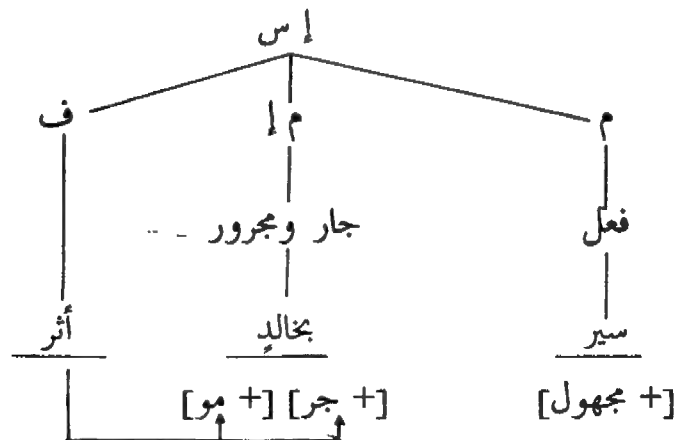 إ س
م م إ ف
فعل جار ومجرور
سير بخالدٍ أثر
[+ مجهول] [+ جر] [+ مو]